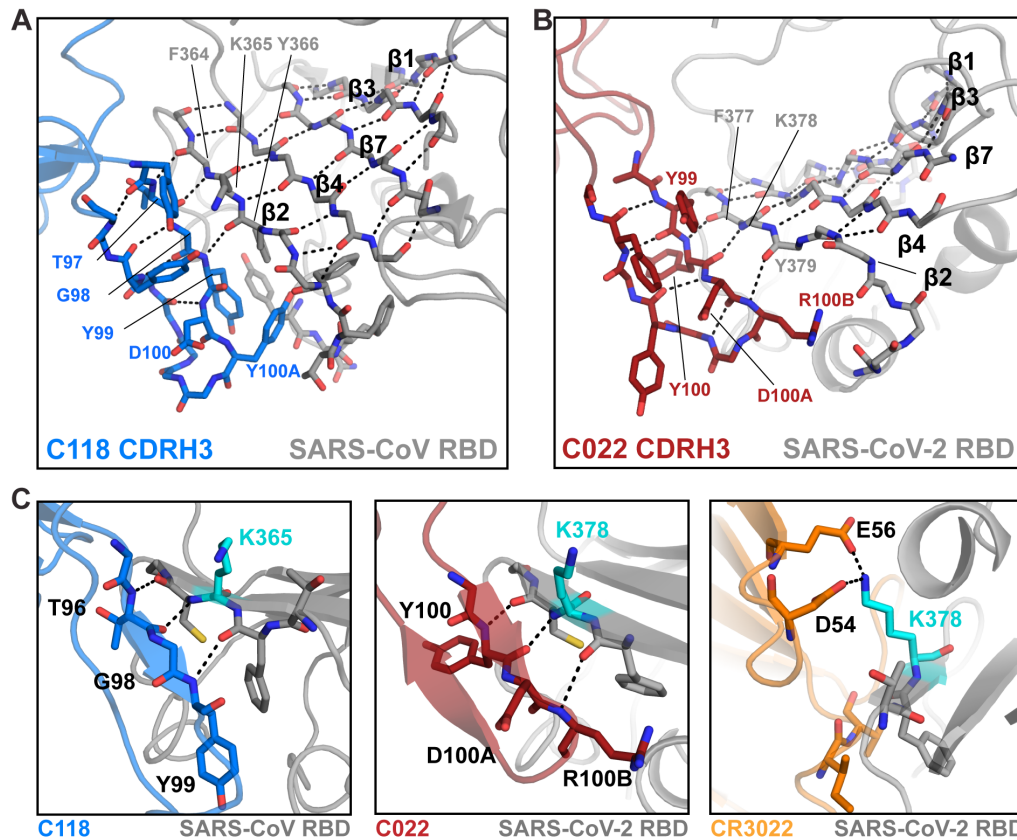 A
F364
K365
Y366
β1
β3
β7
β4
β2
T97
G98
Y99
D100
Y100A
C118 CDRH3
SARS-CoV RBD
B
β1
β3
F377
K378
β7
Y99
β4
Y379
β2
R100B
Y100
D100A
C022 CDRH3
SARS-CoV-2 RBD
C
K365
T96
G98
Y99
C118
SARS-CoV RBD
K378
Y100
D100A
R100B
C022
SARS-CoV-2 RBD
E56
D54
K378
CR3022
SARS-CoV-2 RBD